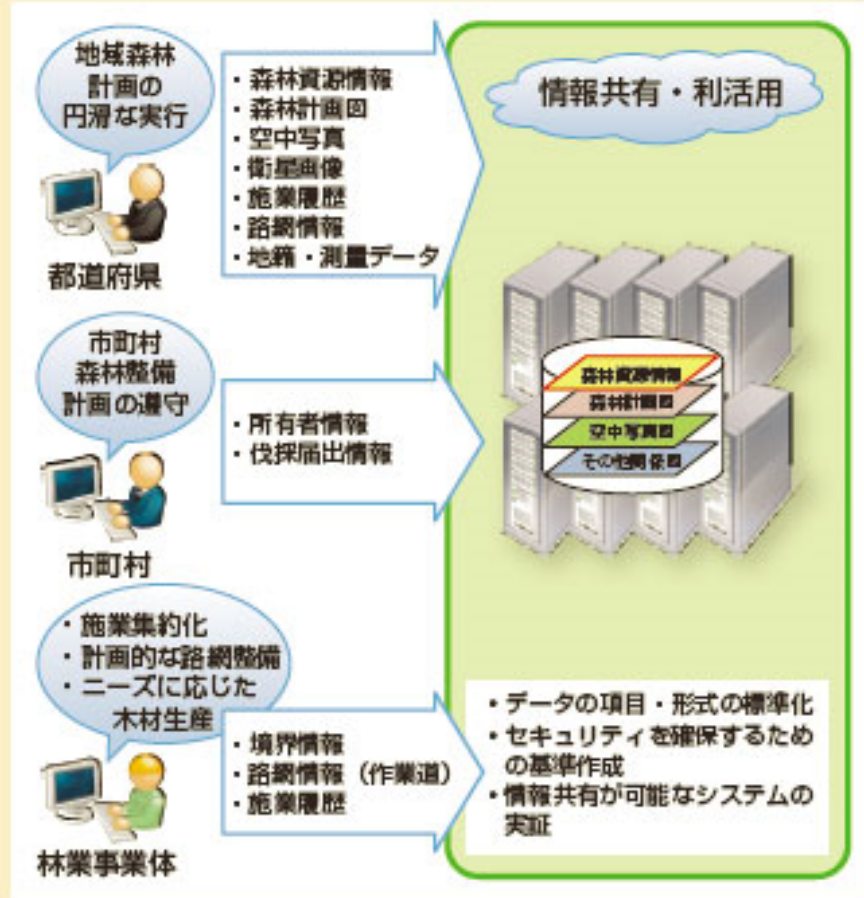 地域森林
計画の
円滑な実行
都道府県
・森林資源情報
・森林計画図
・空中写真
・衛星画像
・施業履歴
・路網情報
・地籍・測量データ
市町村
森林整備
計画の遵守
市町村
・所有者情報
・伐採届出情報
・施業集約化
・計画的な路網整備
・ニーズに応じた
木材生産
林業事業体
・境界情報
・路網情報（作業道）
・施業履歴
情報共有・利活用
森林資源情報
森林計画図
空中写真図
その他関係図
・データの項目・形式の標準化
・セキュリティを確保するため
の基準作成
・情報共有が可能なシステムの
実証